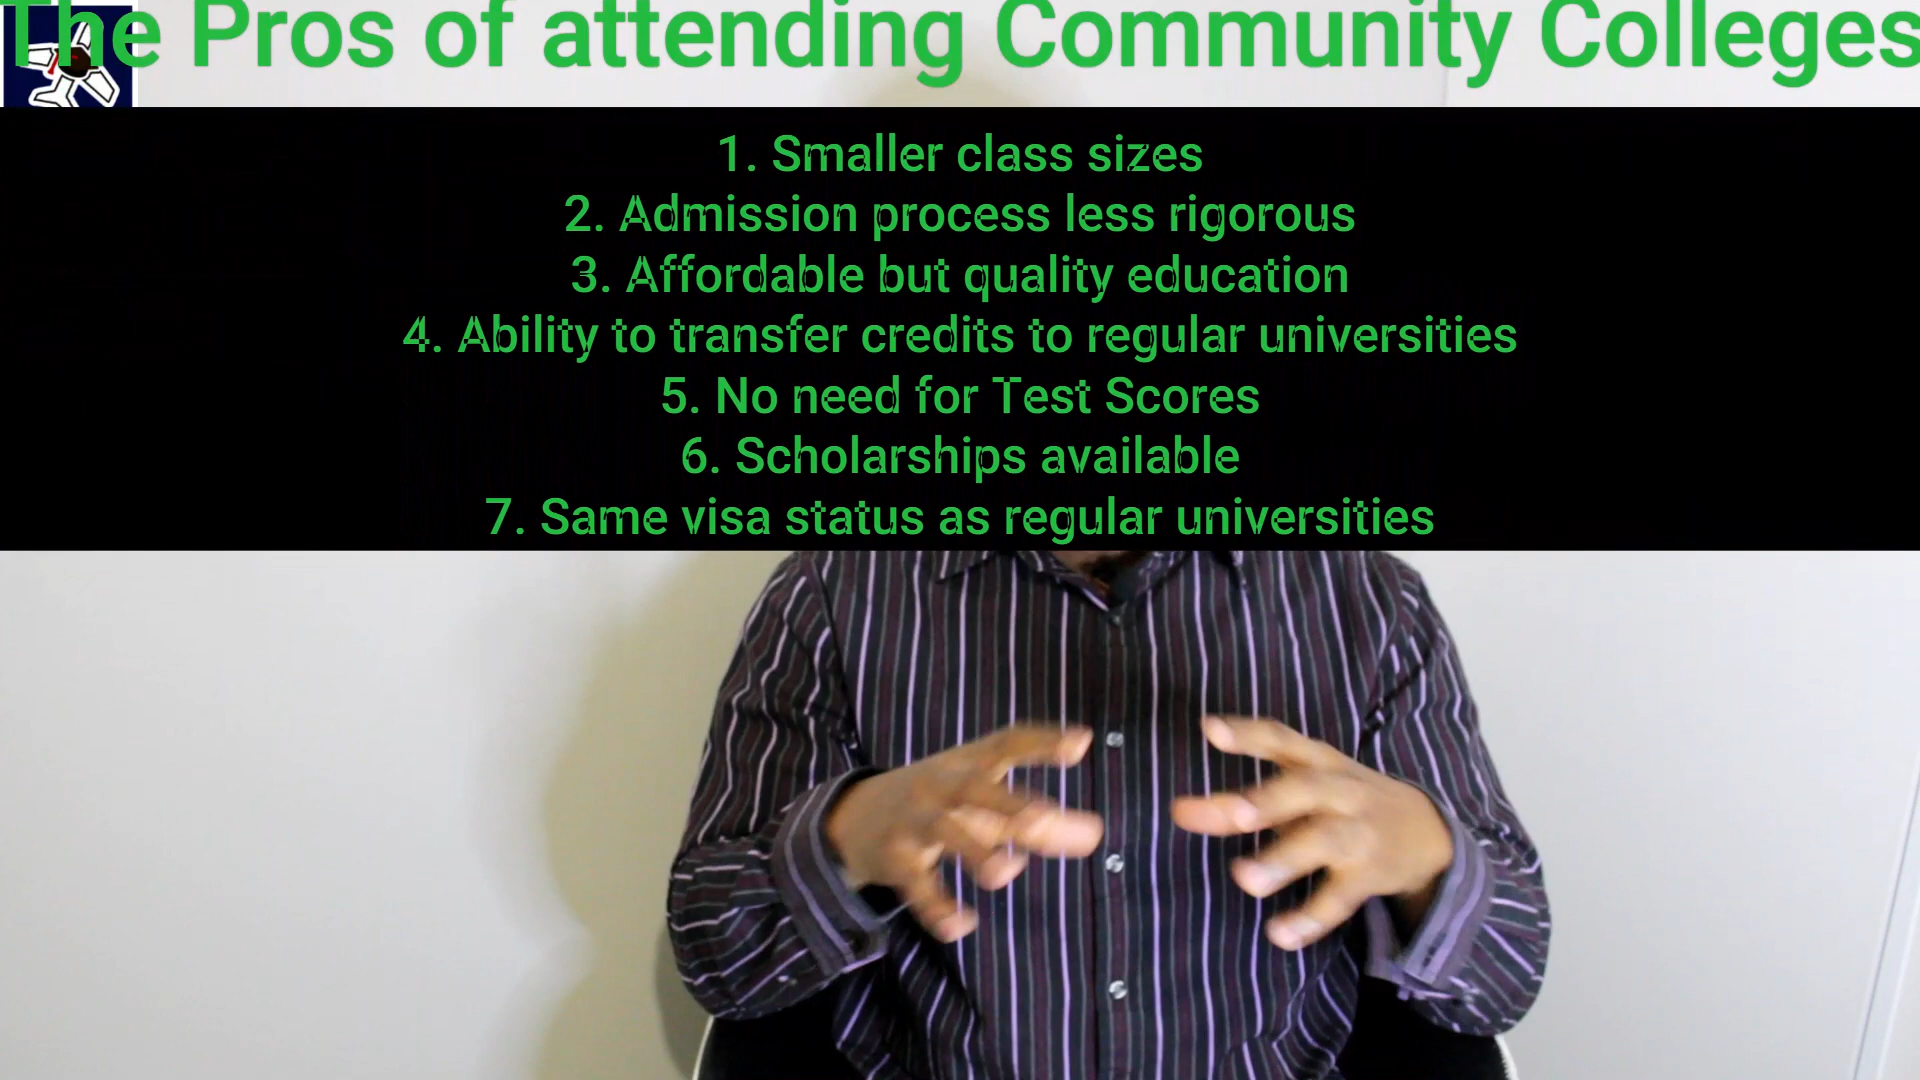 The Pros of attending Community Colleges
1. Smaller class sizes
2. Admission process less rigorous
3. Affordable but quality education
4. Ability to transfer credits to regular universities
5. No need for Test Scores
6. Scholarships available
7. Same visa status as regular universities